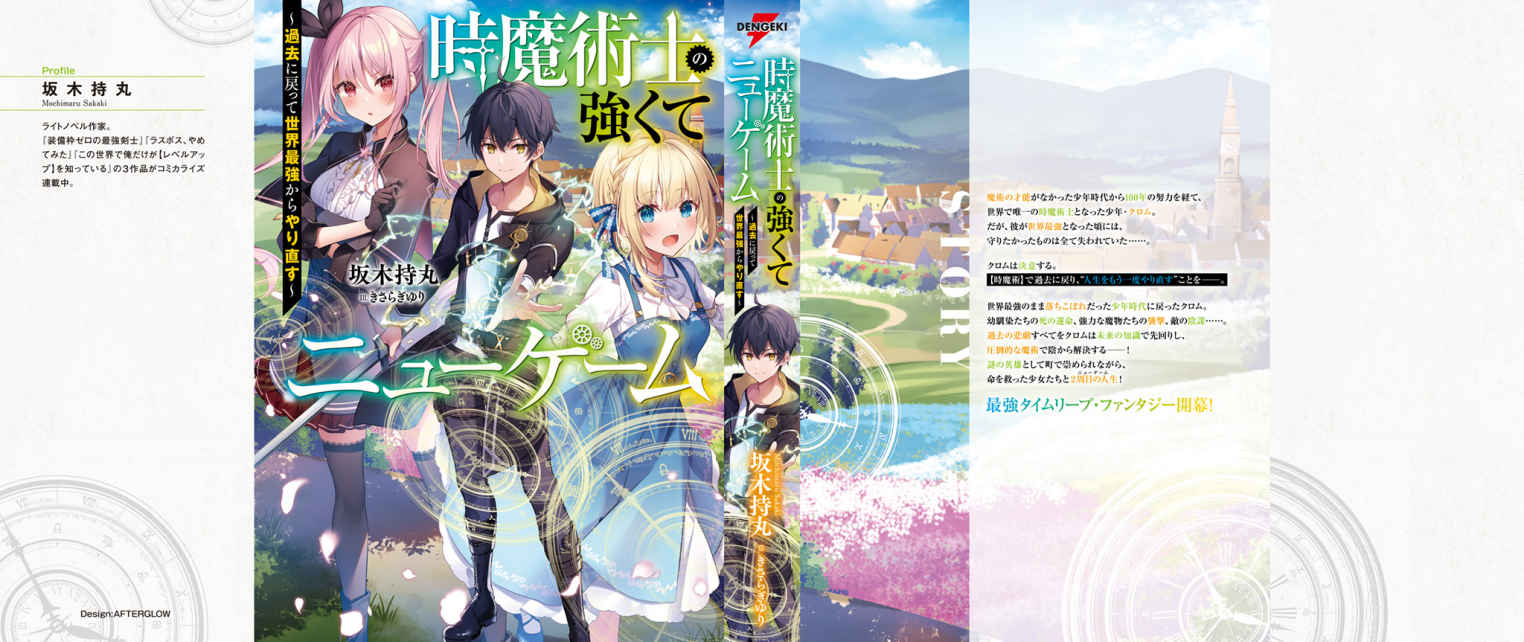 Profile
坂木持丸
Mochimaru Sakaki
ライトノベル作家。
『装備枠ゼロの最強剣士』『ラスボス、やめ
てみた』『この世界で俺だけが【レベルアッ
プ】を知っている』の3作品がコミカライズ
連載中。
Design:AFTERGLOW
時魔術士の
強くて
ニューゲーム
～過去に戻って世界最強からやり直す～
坂木持丸
きさらぎゆり
VIII
DENGEKI
時魔術士の強くて
ニューゲーム
～過去に戻って
世界最強からやり直す～
坂木持丸
Mochimaru Sakaki
きさらぎゆり
STORY
魔術の才能がなかった少年時代から100年の努力を経て、
世界で唯一の時魔術士となった少年・クロム。
だが、彼が世界最強となった頃には、
守りたかったものは全て失われていた……。
クロムは決意する。
【時魔術】で過去に戻り、“人生をもう一度やり直す”ことを――。
世界最強のまま落ちこぼれだった少年時代に戻ったクロム。
幼馴染たちの死の運命、強力な魔物たちの襲撃、敵の陰謀……。
過去の悲劇すべてをクロムは未来の知識で先回りし、
圧倒的な魔術で陰から解決する――！
謎の英雄として町で崇められながら、
命を救った少女たちと2周目の人生！
ニューゲーム
最強タイムリープ・ファンタジー開幕！